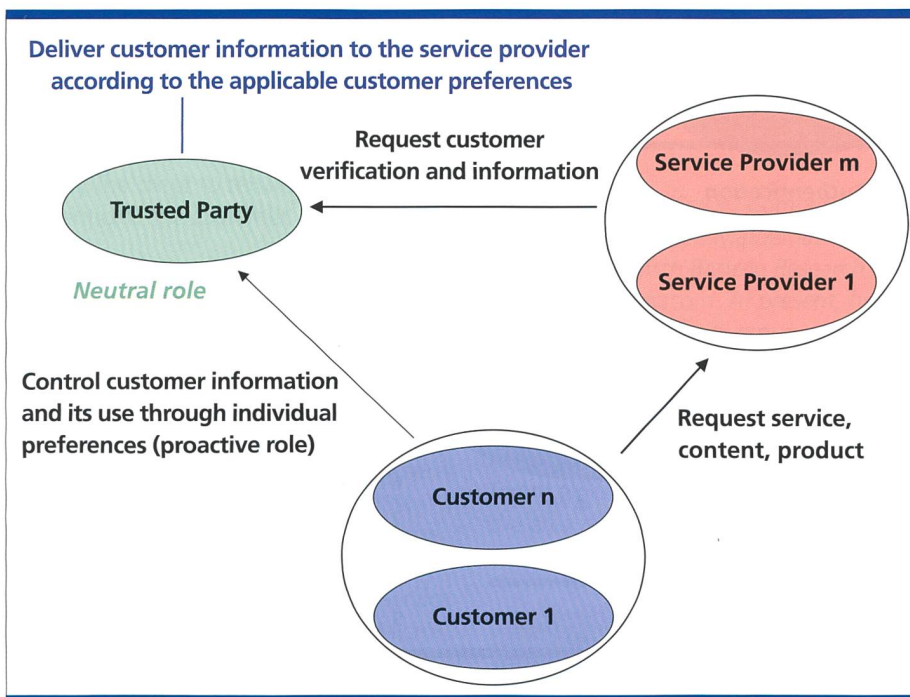 Deliver customer information to the service provider
according to the applicable customer preferences
Request customer
verification and information
Service Provider m
Trusted Party
Service Provider 1
Neutral role
Control customer information
and its use through individual
preferences (proactive role)
Request service,
content, product
Customer n
Customer 1